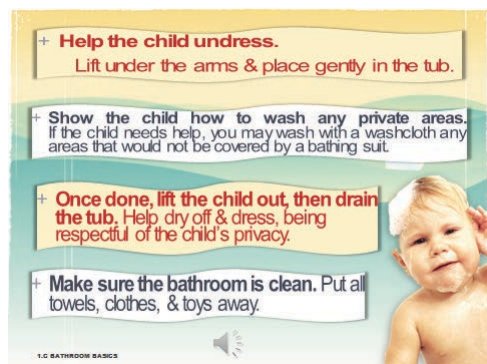 + Help the child undress.
Lift under the arms & place gently in the tub.
+ Show the child how to wash any private areas.
If the child needs help, you may wash with a washcloth any
areas that would not be covered by a bathing suit.
+ Once done, lift the child out, then drain
the tub. Help dry off & dress, being
respectful of the child's privacy.
+ Make sure the bathroom is clean. Put all
towels, clothes, & toys away.
1.C BATHROOM BASICS